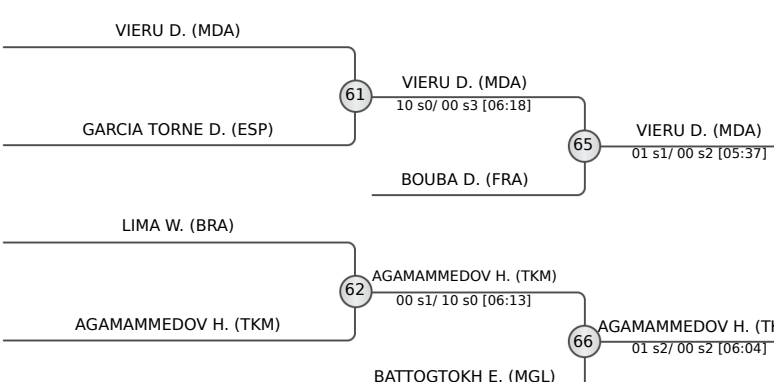 VIERU D. (MDA)
VIERU D. (MDA)
61
10 s0/ 00 s3 [06:18]
GARCIA TORNE D. (ESP)
VIERU D. (MDA)
65
01 s1/ 00 s2 [05:37]
BOUBA D. (FRA)
LIMA W. (BRA)
AGAMAMMEDOV H. (TKM)
62
00 s1/ 10 s0 [06:13]
AGAMAMMEDOV H. (TKM)
AGAMAMMEDOV H.
66
01 s2/ 00 s2 [06:04]
BATTOGTOKH E. (MGL)